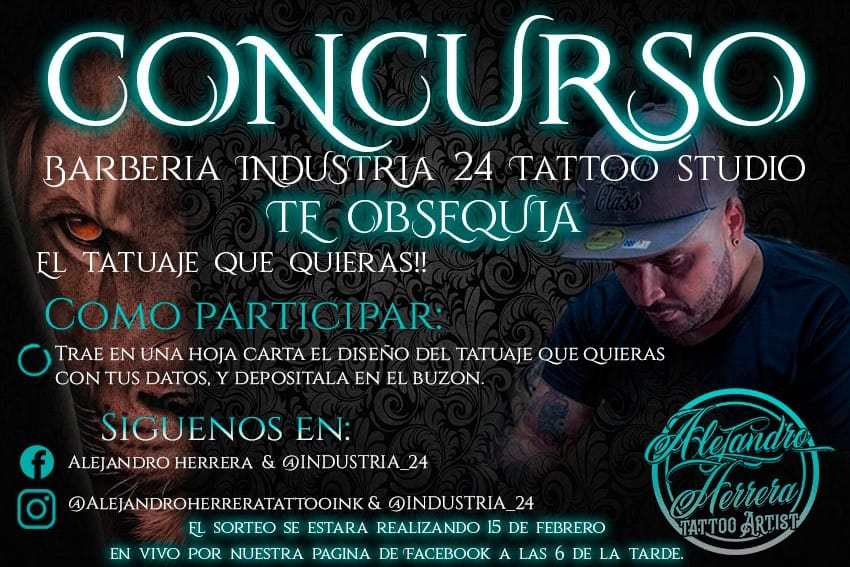 CONCURSO
BARBERIA INDUSTRIA 24 TATTOO STUDIO
TE OBSEQUIA
EL TATUAJE QUE QUIERAS!!
COMO PARTICIPAR:
TRAE EN UNA HOJA CARTA EL DISEÑO DEL TATUAJE QUE QUIERAS
CON TUS DATOS, Y DEPOSITALA EN EL BUZON.
SIGUENOS EN:
ALEJANDRO HERRERA & @INDUSTRIA_24
@ALEJANDROHERRERATATTOOINK & @INDUSTRIA_24
EL SORTEO SE ESTARA REALIZANDO 15 DE FEBRERO
EN VIVO POR NUESTRA PAGINA DE FACEBOOK A LAS 6 DE LA TARDE.
Alejandro
Herrera
TATTOO ARTIST
Class